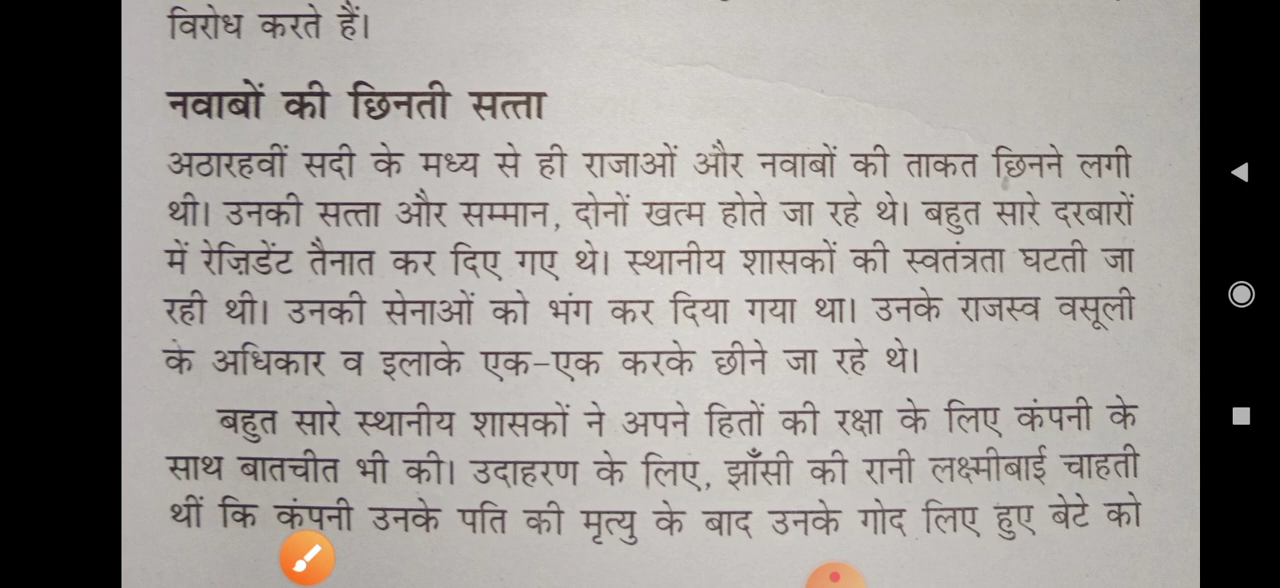 विरोध करते हैं।
नवाबों की छिनती सत्ता
अठारहवीं सदी के मध्य से ही राजाओं और नवाबों की ताकत छिनने लगी
थी। उनकी सत्ता और सम्मान, दोनों खत्म होते जा रहे थे। बहुत सारे दरबारों
में रेज़िडेंट तैनात कर दिए गए थे। स्थानीय शासकों की स्वतंत्रता घटती जा
रही थी। उनकी सेनाओं को भंग कर दिया गया था। उनके राजस्व वसूली
के अधिकार व इलाके एक-एक करके छीने जा रहे थे।
बहुत सारे स्थानीय शासकों ने अपने हितों की रक्षा के लिए कंपनी के
साथ बातचीत भी की। उदाहरण के लिए, झाँसी की रानी लक्ष्मीबाई चाहती
थीं कि कंपनी उनके पति की मृत्यु के बाद उनके गोद लिए हुए बेटे को